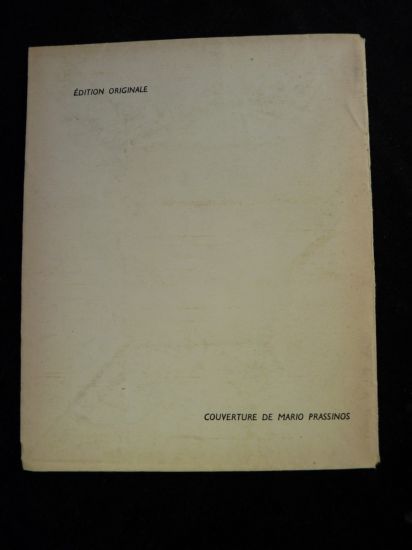 ÉDITION ORIGINALE
COUVERTURE DE MARIO PRASSINOS